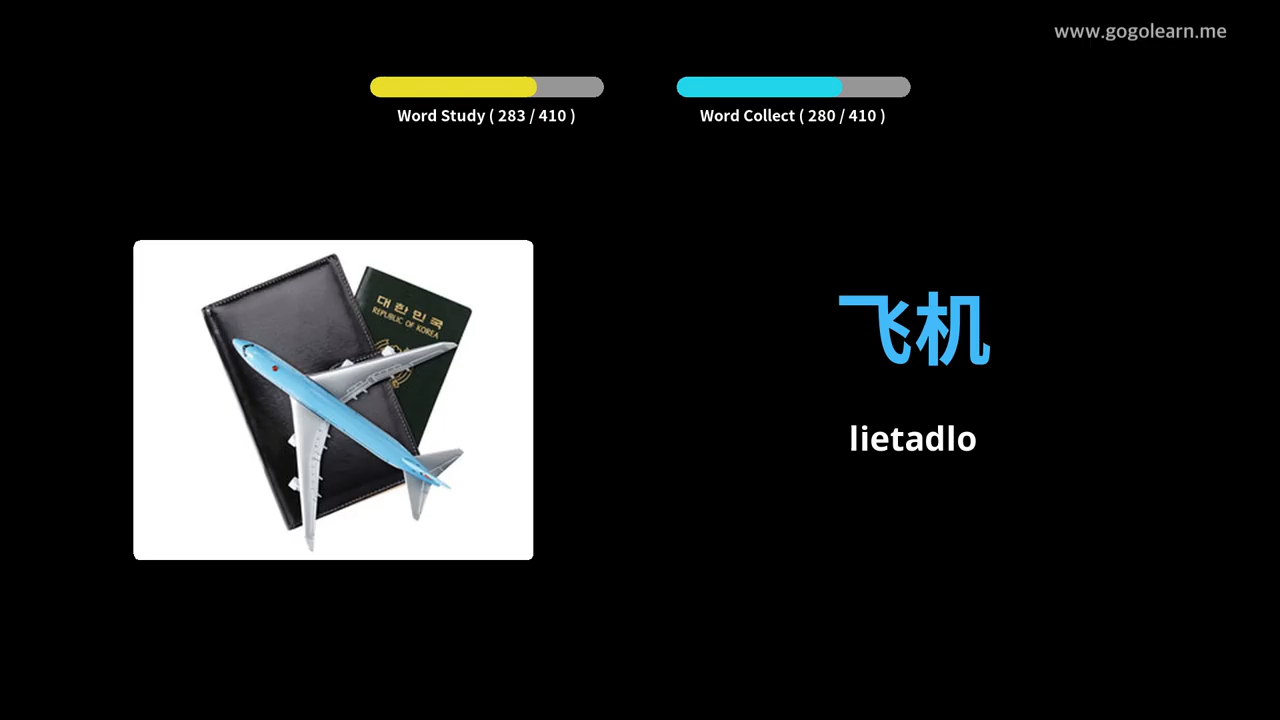 www.gogolearn.me
Word Study ( 283 / 410 )
Word Collect ( 280 / 410 )
대한민국
REPUBLIC OF KOREA
飞机
lietadlo